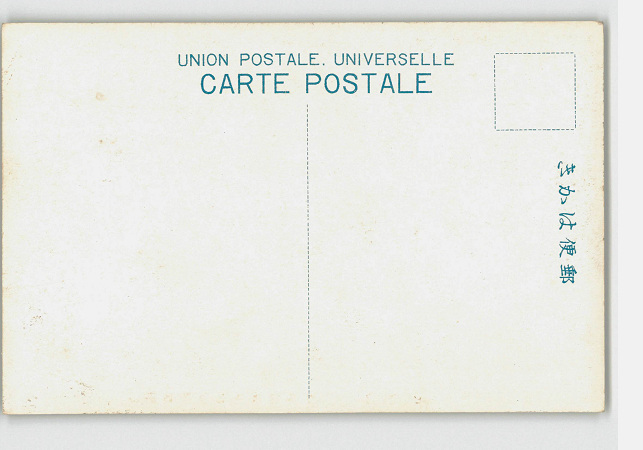 UNION POSTALE. UNIVERSELLE
CARTE POSTALE
郵便はかき